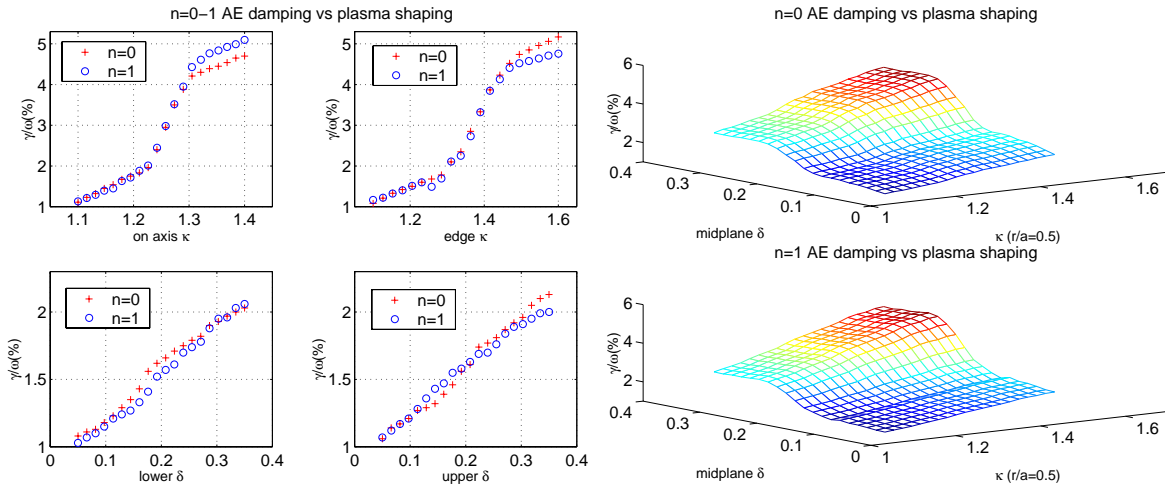 n=0−1 AE damping vs plasma shaping
γ/ω(%)
5
4
3
2
1
n=0
n=1
1.1 1.2 1.3 1.4
on axis κ
γ/ω(%)
5
4
3
2
1
n=0
n=1
1.2 1.4 1.6
edge κ
γ/ω(%)
2
1.5
1
n=0
n=1
0 0.1 0.2 0.3 0.4
lower δ
γ/ω(%)
2
1.5
1
n=0
n=1
0 0.1 0.2 0.3 0.4
upper δ
n=0 AE damping vs plasma shaping
γ/ω(%)
6
4
2
0.4 0.3 0.2 0.1 0
midplane δ
1 1.2 1.4 1.6
κ (r/a=0.5)
n=1 AE damping vs plasma shaping
γ/ω(%)
6
4
2
0.4 0.3 0.2 0.1 0
midplane δ
1 1.2 1.4 1.6
κ (r/a=0.5)